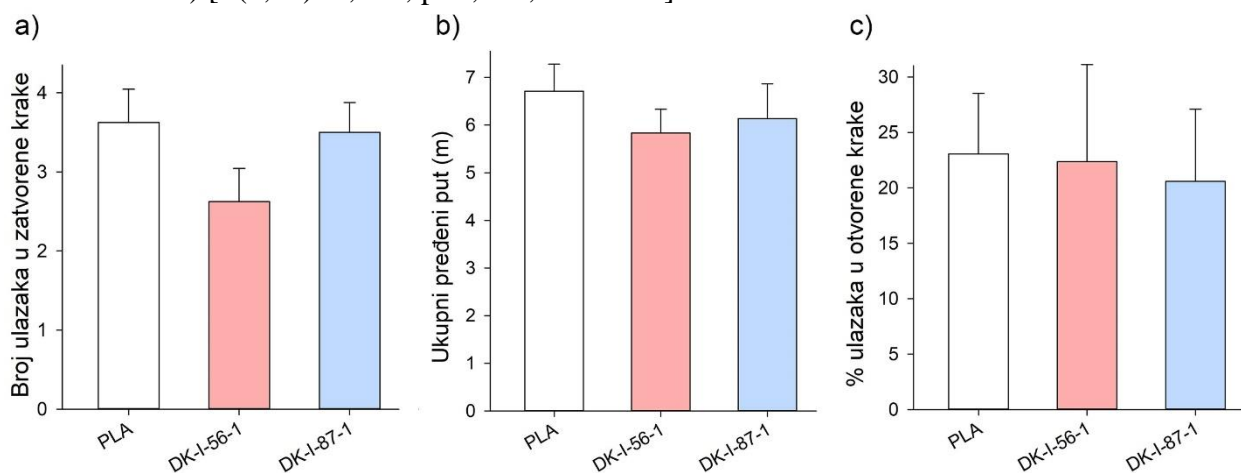 a)
b)
c)
Broj ulazaka u zatvorene krake
4
3
2
1
0
PLA
DK-I-56-1
DK-I-87-1
Ukupni pređeni put (m)
7
6
5
4
3
2
1
0
PLA
DK-I-56-1
DK-I-87-1
% ulazaka u otvorene krake
30
25
20
15
10
5
0
PLA
DK-I-56-1
DK-I-87-1